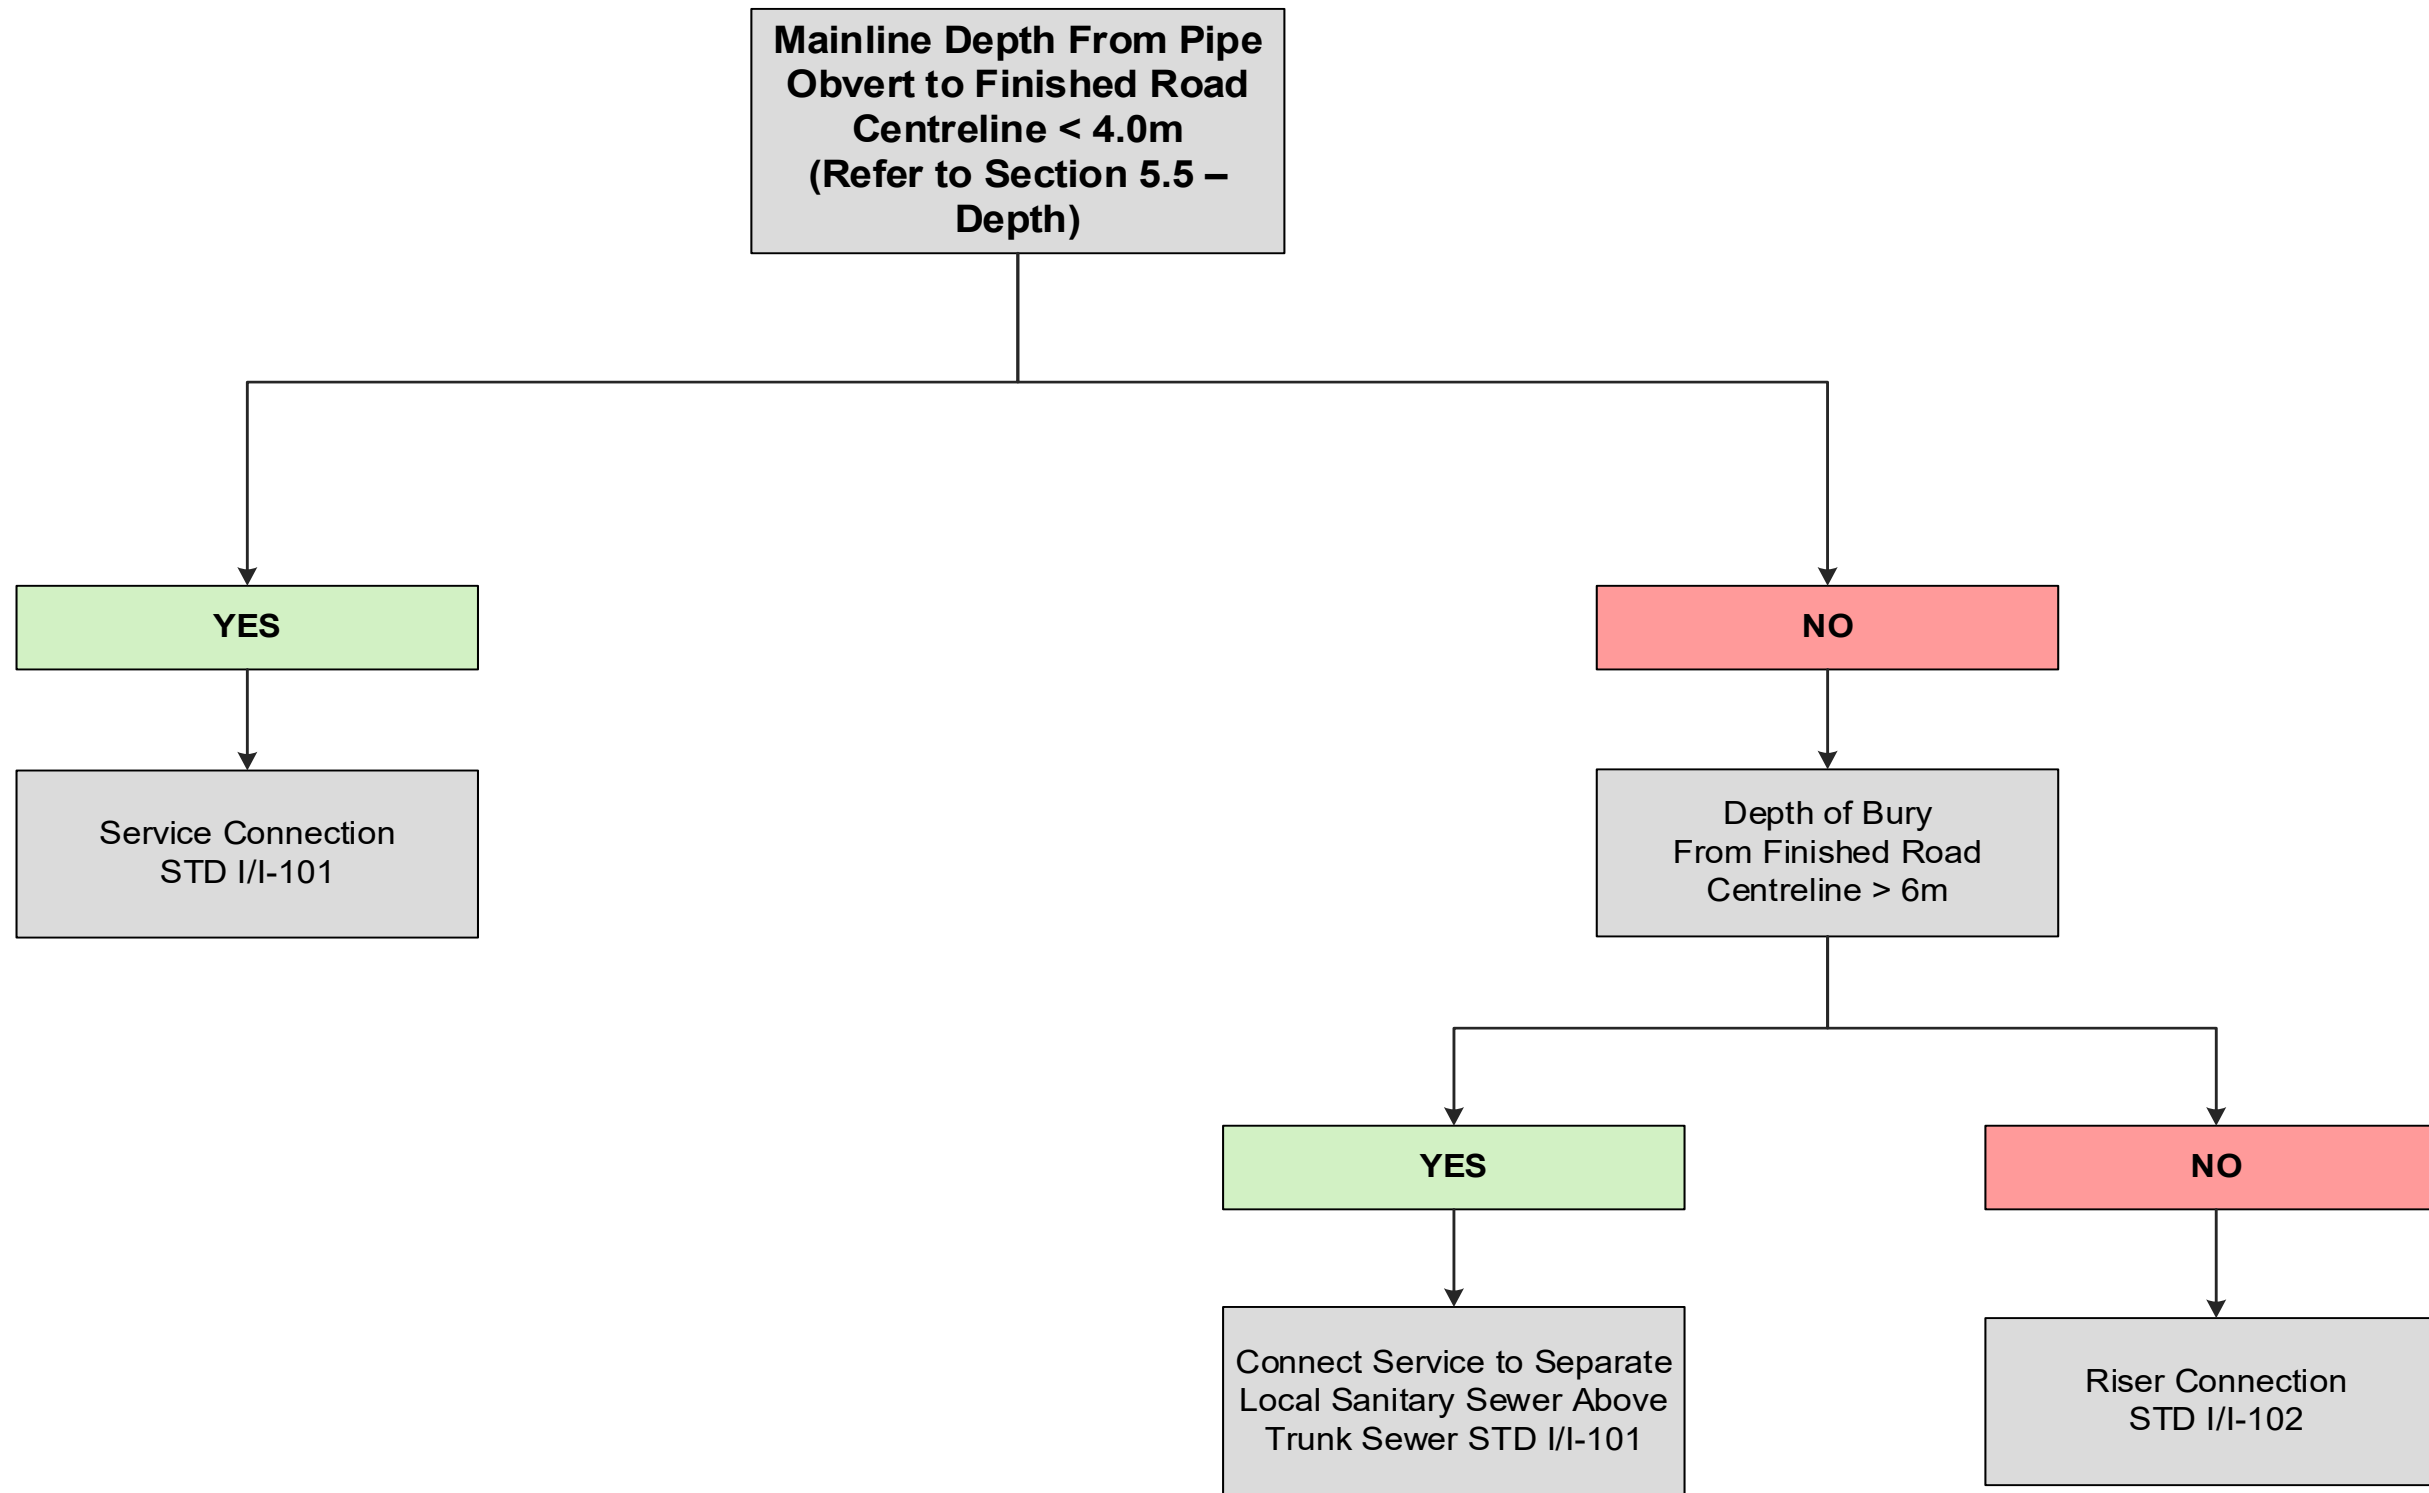 Mainline Depth From Pipe
Obvert to Finished Road
Centreline < 4.0m
(Refer to Section 5.5 –
Depth)
YES
NO
Service Connection
STD I/I-101
Depth of Bury
From Finished Road
Centreline > 6m
YES
NO
Connect Service to Separate
Local Sanitary Sewer Above
Trunk Sewer STD I/I-101
Riser Connection
STD I/I-102